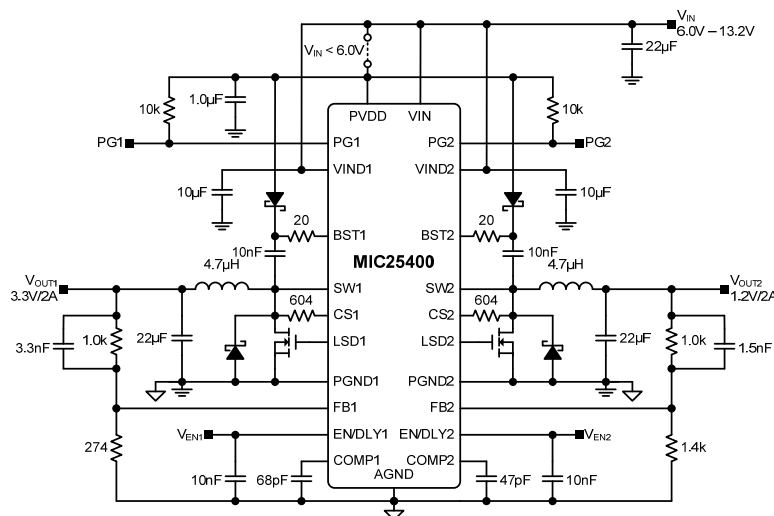 VIN
6.0V – 13.2V
VIN < 6.0V
22µF
1.0µF
10k
10k
PVDD VIN
PG1
PG1
PG2
PG2
VIND1
VIND2
10µF
10µF
20
BST1
BST2
20
10nF
MIC25400
10nF
4.7µH
4.7µH
VOUT1
3.3V/2A
SW1
SW2
VOUT2
1.2V/2A
604
CS1
CS2
604
3.3nF
1.0k
22µF
LSD1
LSD2
22µF
1.0k
1.5nF
PGND1
PGND2
FB1
FB2
274
VEN1
EN/DLY1
EN/DLY2
VEN2
1.4k
COMP1
COMP2
10nF
68pF
AGND
47pF
10nF